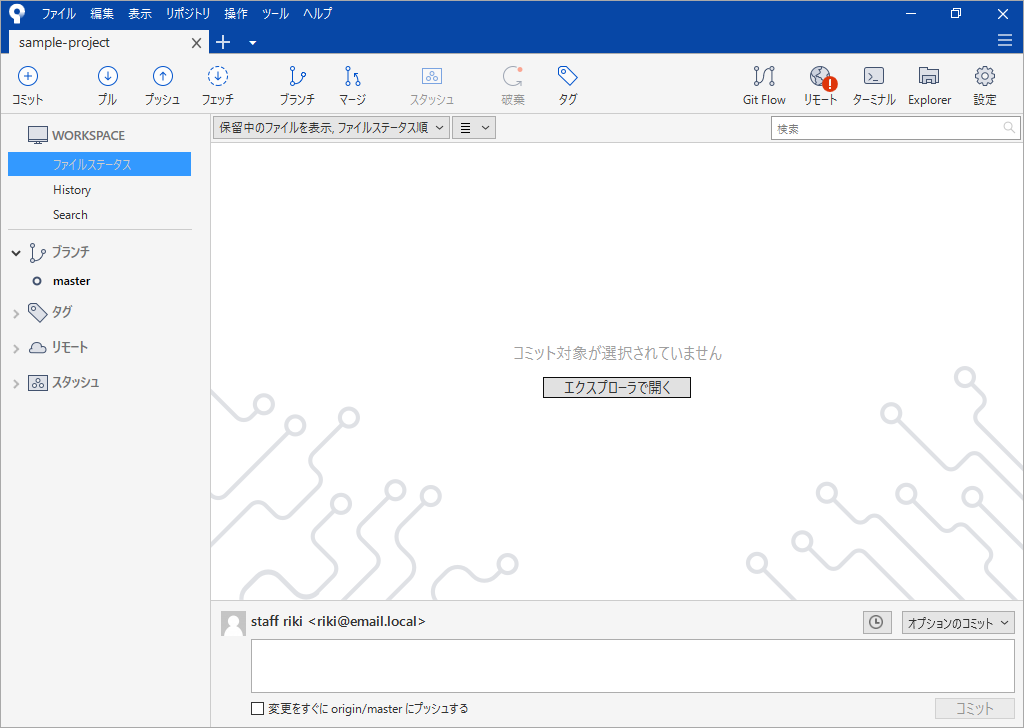 ファイル 編集 表示 リポジトリ 操作 ツール ヘルプ
sample-project
コミット プル プッシュ フェッチ ブランチ マージ スタッシュ 破棄 タグ Git Flow リモート ターミナル Explorer 設定
WORKSPACE
ファイルステータス
History
Search
ブランチ
master
タグ
リモート
スタッシュ
保留中のファイルを表示, ファイルステータス順
検索
コミット対象が選択されていません
エクスプローラで開く
staff riki <riki@email.local>
オプションのコミット
変更をすぐに origin/master にプッシュする
コミット